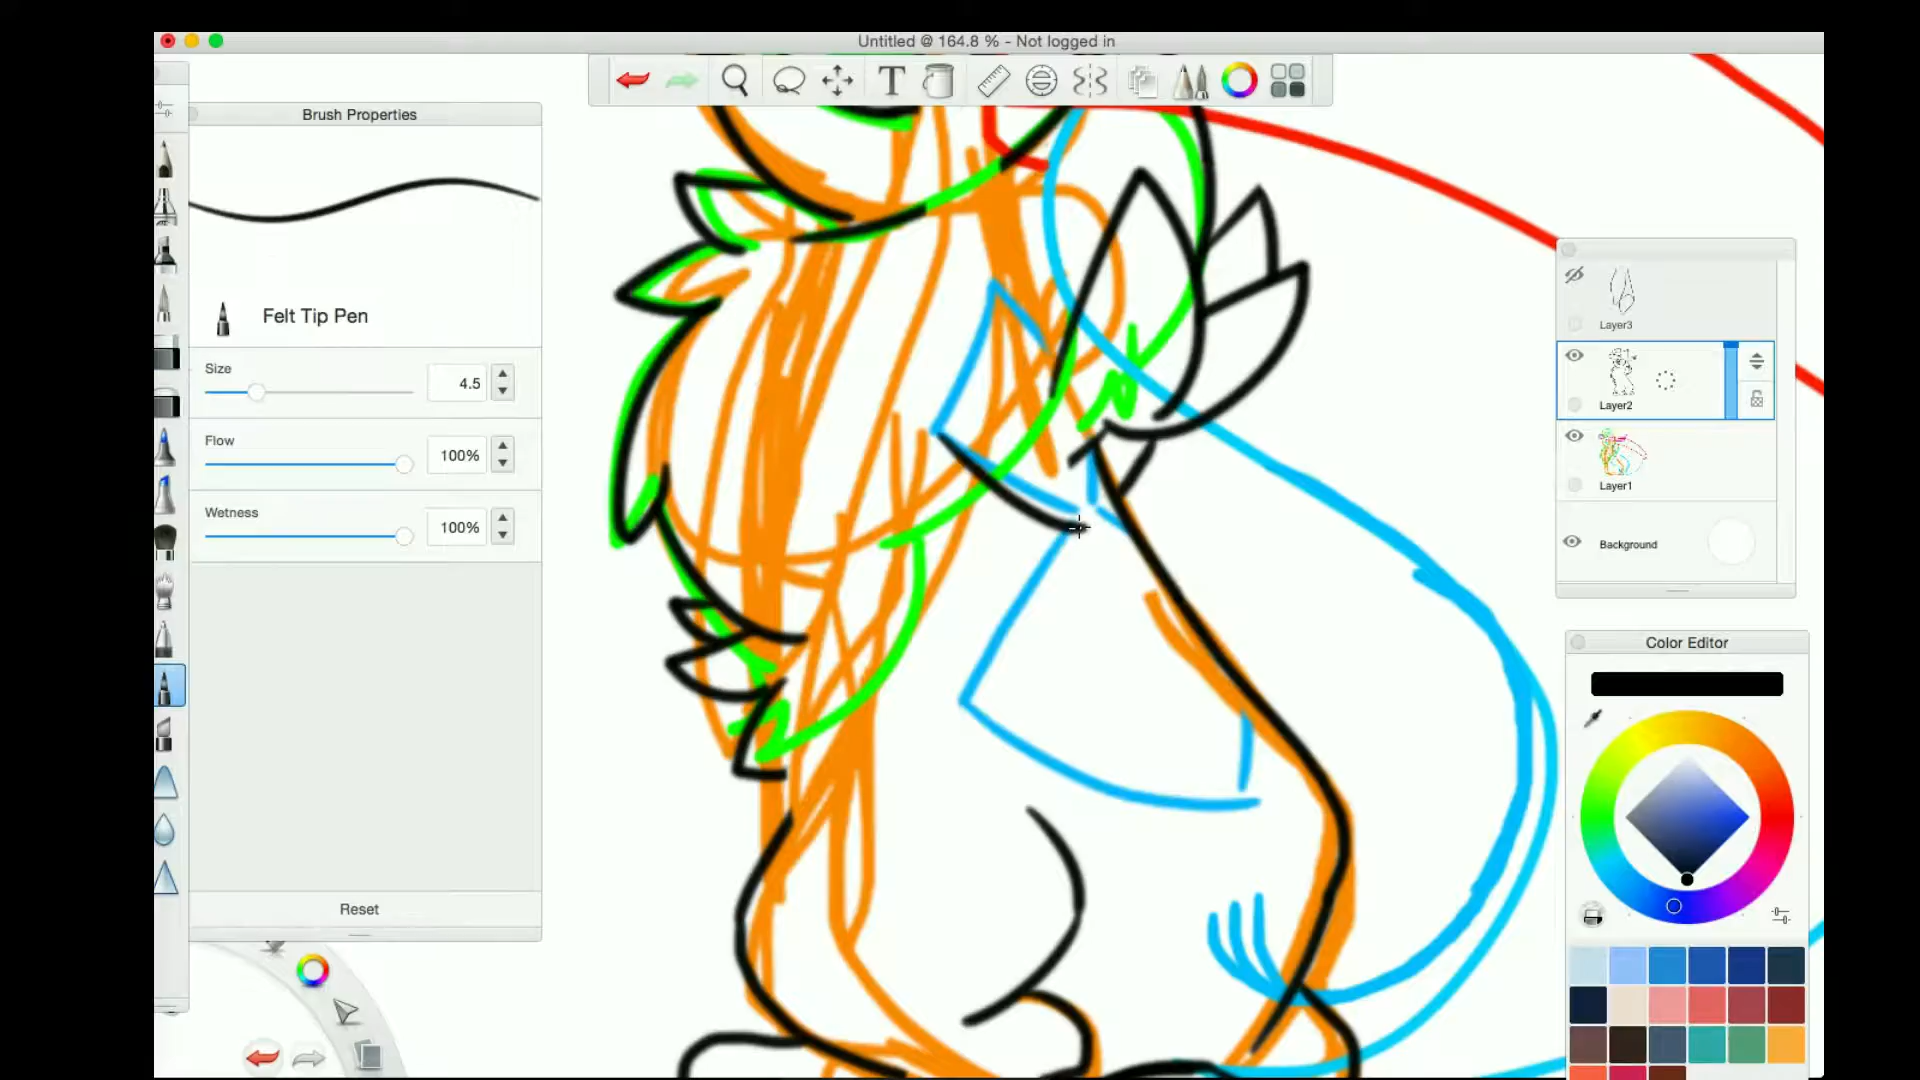 Untitled @ 164.8 % - Not logged in
Brush Properties
Felt Tip Pen
Size
4.5
Flow
100%
Wetness
100%
Reset
T
Layer3
Layer2
Layer1
Background
Color Editor